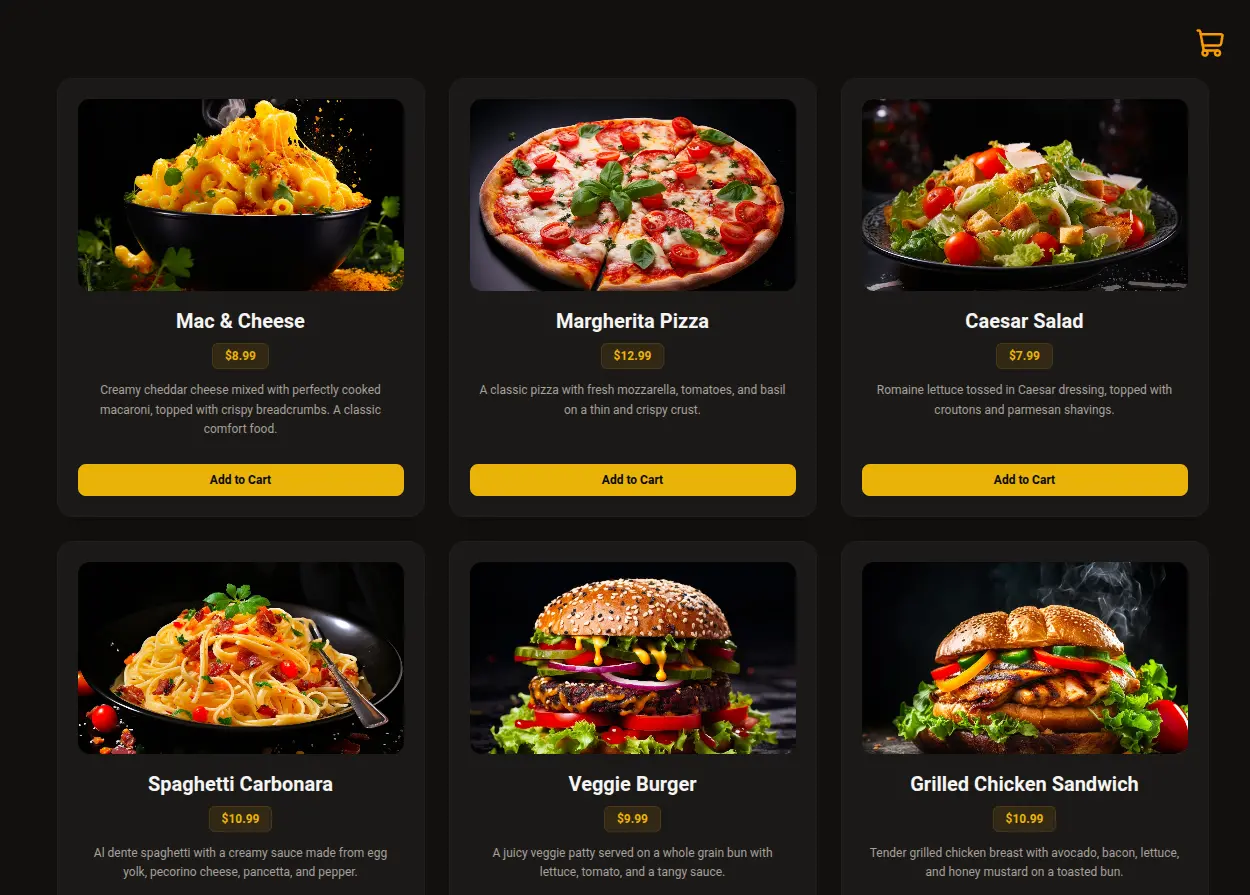 Mac & Cheese
$8.99
Creamy cheddar cheese mixed with perfectly cooked
macaroni, topped with crispy breadcrumbs. A classic
comfort food.
Add to Cart
Margherita Pizza
$12.99
A classic pizza with fresh mozzarella, tomatoes, and basil
on a thin and crispy crust.
Add to Cart
Caesar Salad
$7.99
Romaine lettuce tossed in Caesar dressing, topped with
croutons and parmesan shavings.
Add to Cart
Spaghetti Carbonara
$10.99
Al dente spaghetti with a creamy sauce made from egg
yolk, pecorino cheese, pancetta, and pepper.
Veggie Burger
$9.99
A juicy veggie patty served on a whole grain bun with
lettuce, tomato, and a tangy sauce.
Grilled Chicken Sandwich
$10.99
Tender grilled chicken breast with avocado, bacon, lettuce,
and honey mustard on a toasted bun.